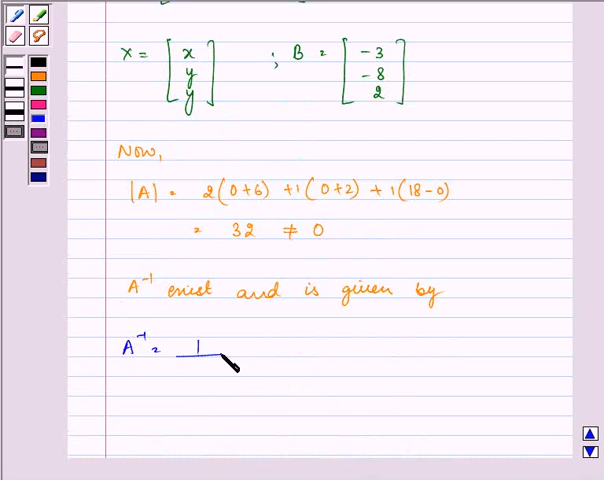 X = [ x y y ] ; B = [ -3 -8 2 ]
Now,
|A| = 2(0+6) +1(0+2) + 1(18-0)
= 32 ≠ 0
A⁻¹ exist and is given by
A⁻¹ = 1